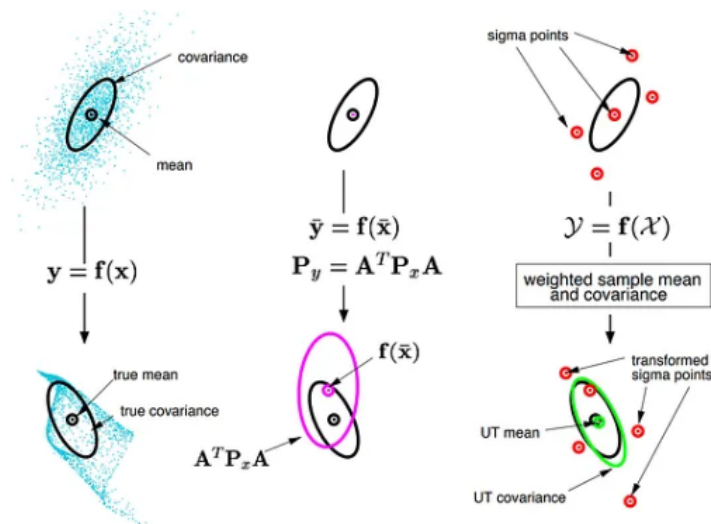 covariance
mean
y = f(x)
true mean
true covariance
ȳ = f(x̄)
P_y = A^T P_x A
f(x̄)
A^T P_x A
sigma points
𝒴 = f(𝒳)
weighted sample mean
and covariance
transformed
sigma points
UT mean
UT covariance